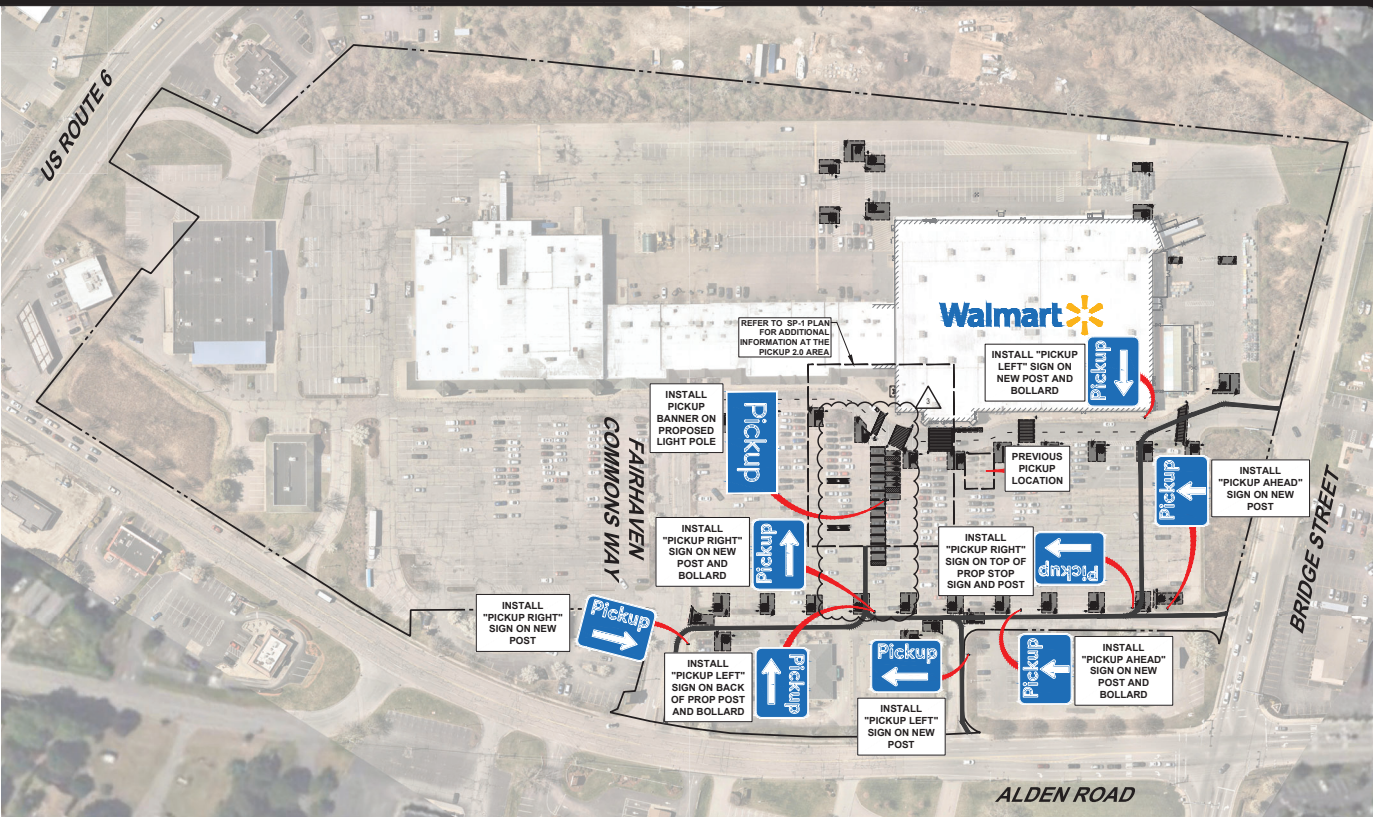 US ROUTE 6
Walmart
REFER TO SP-1 PLAN
FOR ADDITIONAL
INFORMATION AT THE
PICKUP 2.0 AREA
INSTALL "PICKUP
LEFT" SIGN ON
NEW POST AND
BOLLARD
Pickup
3
INSTALL
PICKUP
BANNER ON
PROPOSED
LIGHT POLE
Pickup
FAIRHAVEN
COMMONS WAY
PREVIOUS
PICKUP
LOCATION
Pickup
INSTALL
"PICKUP AHEAD"
SIGN ON NEW
POST
BRIDGE STREET
INSTALL
"PICKUP RIGHT"
SIGN ON NEW
POST AND
BOLLARD
Pickup
INSTALL
"PICKUP RIGHT"
SIGN ON TOP OF
PROP STOP
SIGN AND POST
Pickup
INSTALL
"PICKUP RIGHT"
SIGN ON NEW
POST
Pickup
INSTALL
"PICKUP LEFT"
SIGN ON BACK
OF PROP POST
AND BOLLARD
Pickup
Pickup
INSTALL
"PICKUP LEFT"
SIGN ON NEW
POST
Pickup
INSTALL
"PICKUP AHEAD"
SIGN ON NEW
POST AND
BOLLARD
ALDEN ROAD